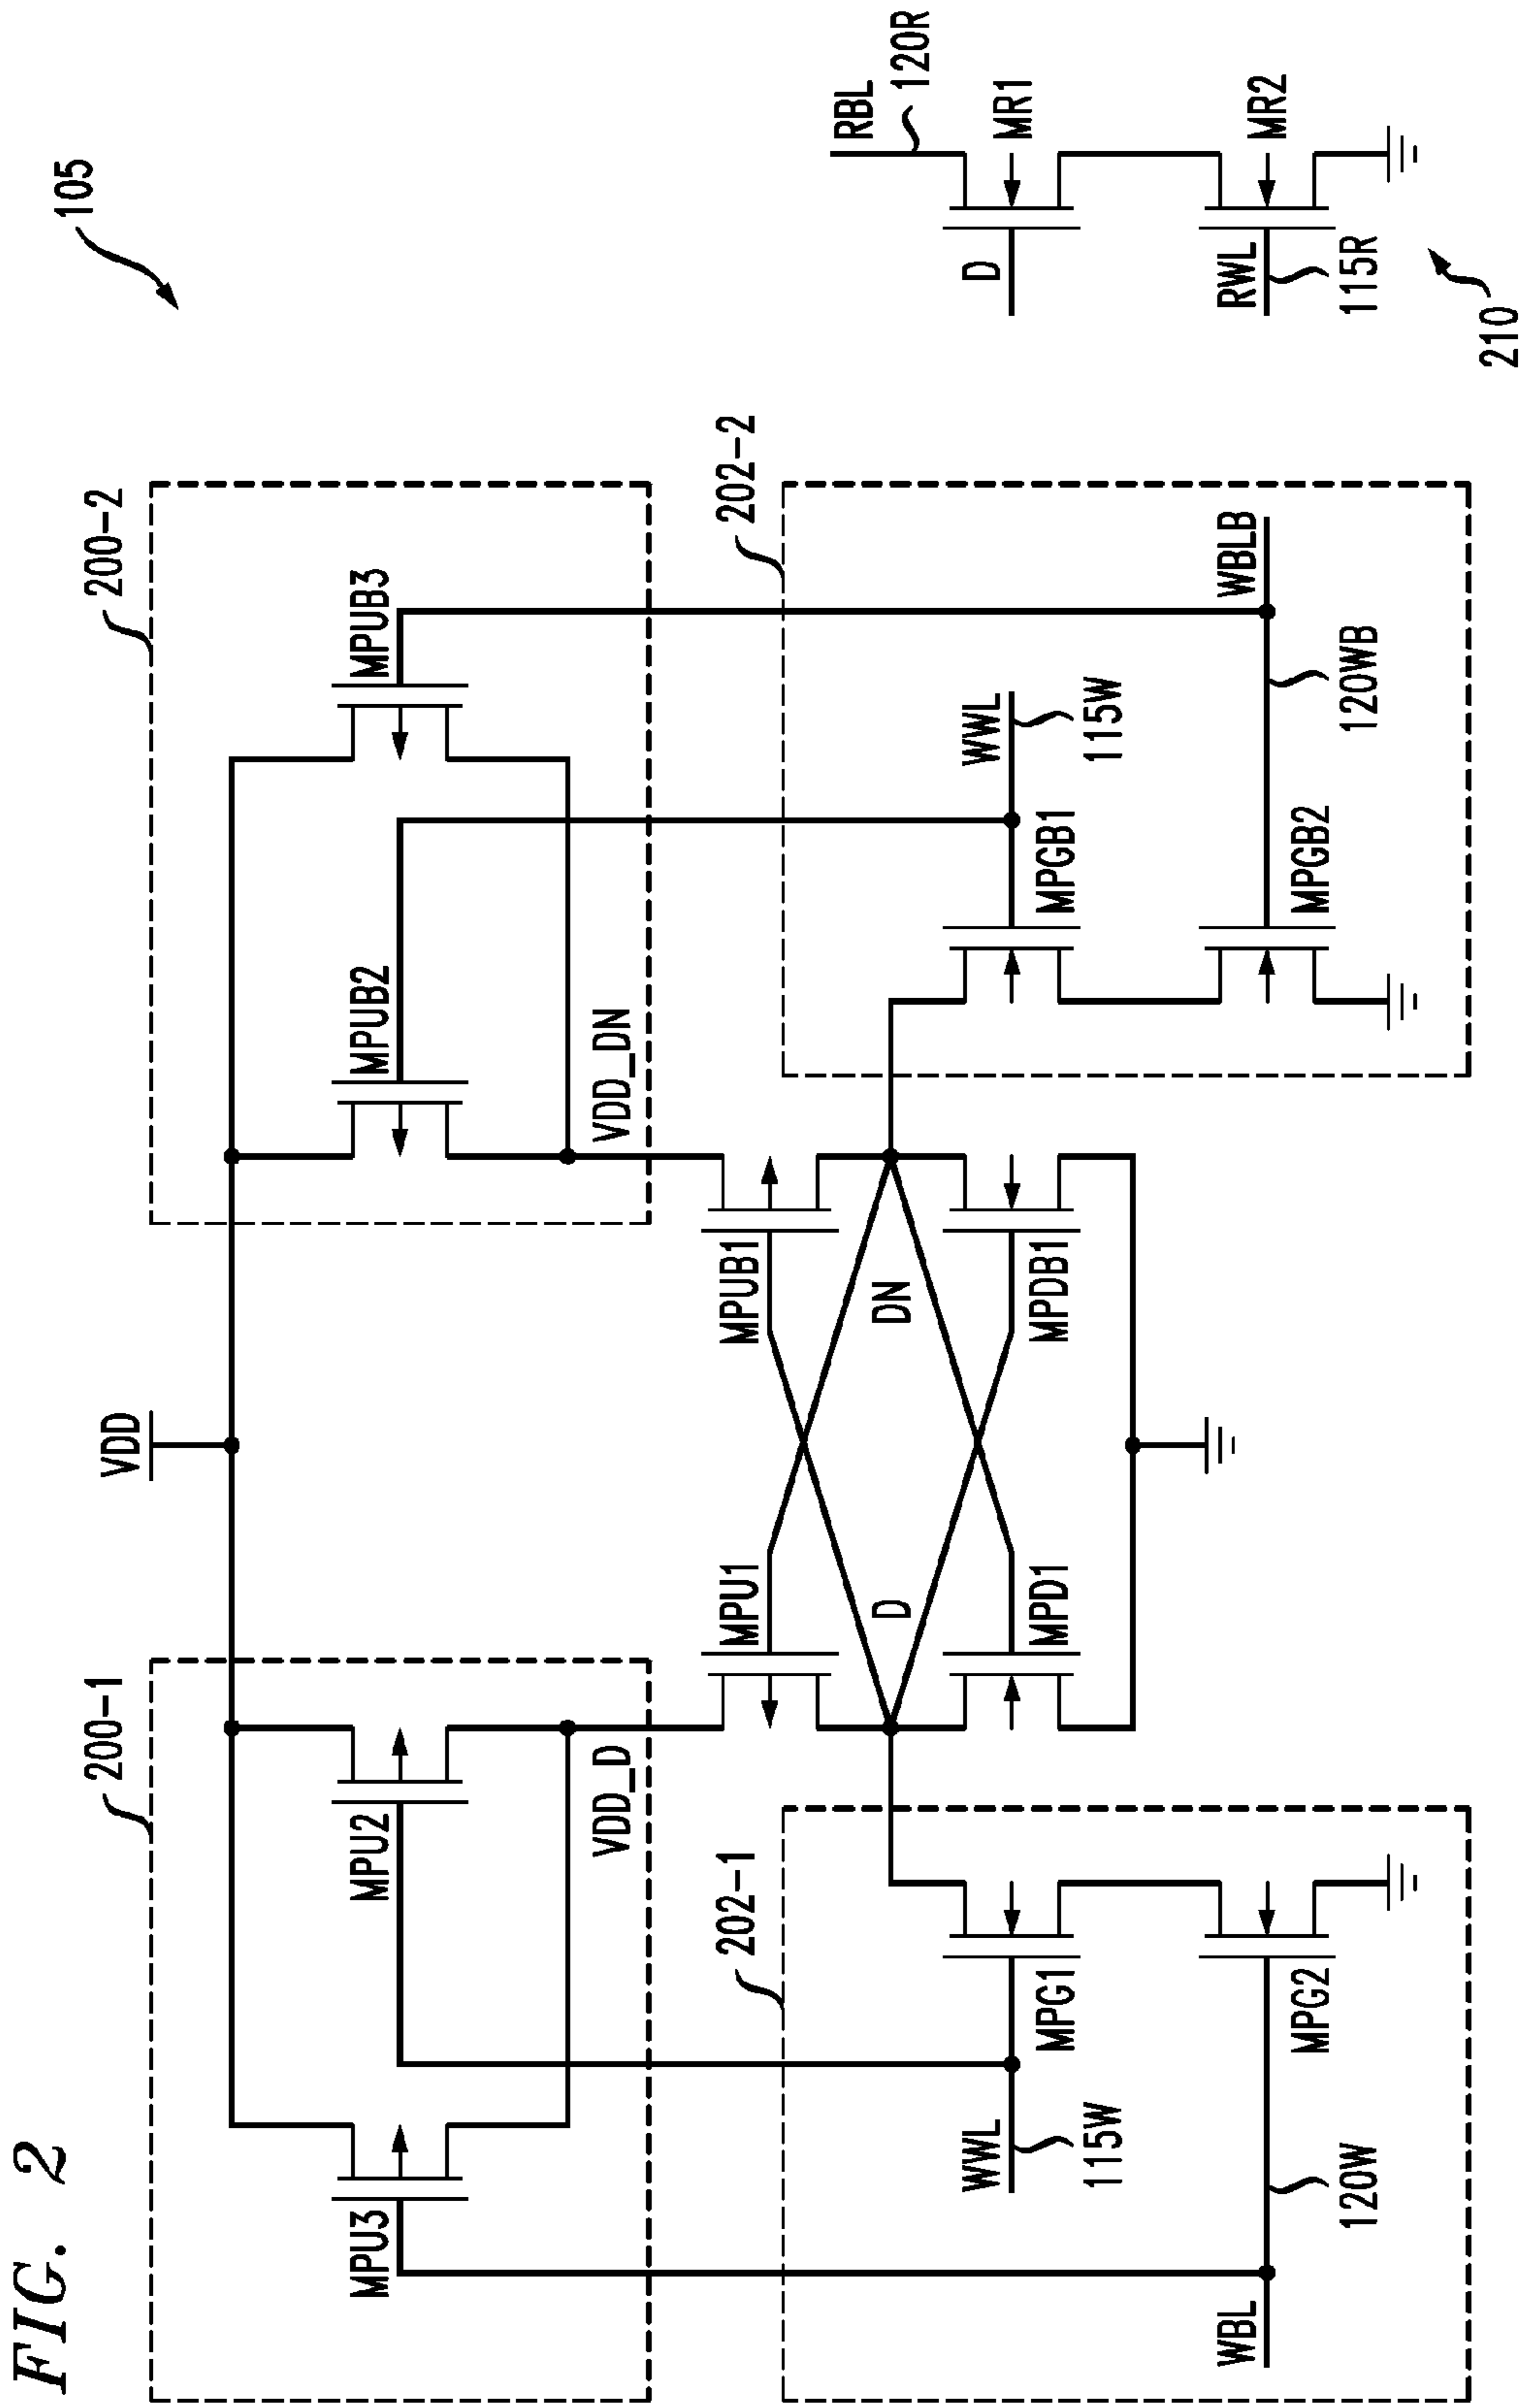 FIG. 2
105
VDD
200-1
200-2
MPU3
MPU2
MPUB2
MPUB3
VDD_D
VDD_DN
202-1
202-2
MPU1
MPUB1
RBL
120R
D
DN
WWL
115W
MPG1
MPD1
MPDB1
MPGB1
WWL
115W
D
MR1
WBL
120W
MPG2
MPGB2
WBLB
120WB
RWL
115R
MR2
210